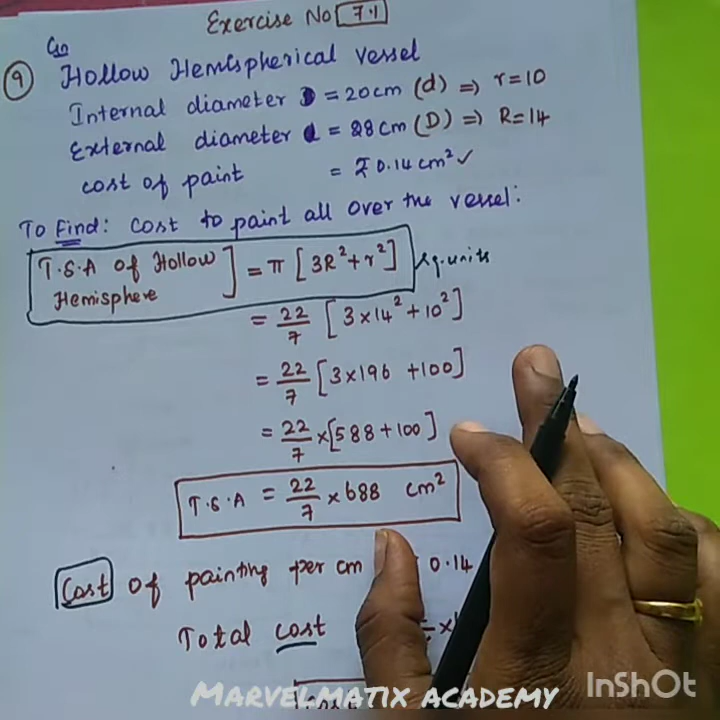 Exercise No 7.1
Gn
9 Hollow Hemispherical vessel
Internal diameter = 20cm (d) => r=10
External diameter = 28 cm (D) => R=14
cost of paint = ₹0.14 cm² ✓
To Find: cost to paint all over the vessel:
T.S.A of Hollow Hemisphere ] = π [3R²+r²] sq.units
= 22/7 [3×14²+10²]
= 22/7 [3×196 +100]
= 22/7 ×[588+100]
T.S.A = 22/7 × 688 cm²
Cost of painting per cm 0.14
Total cost
MARVELMATIX ACADEMY
InShOt